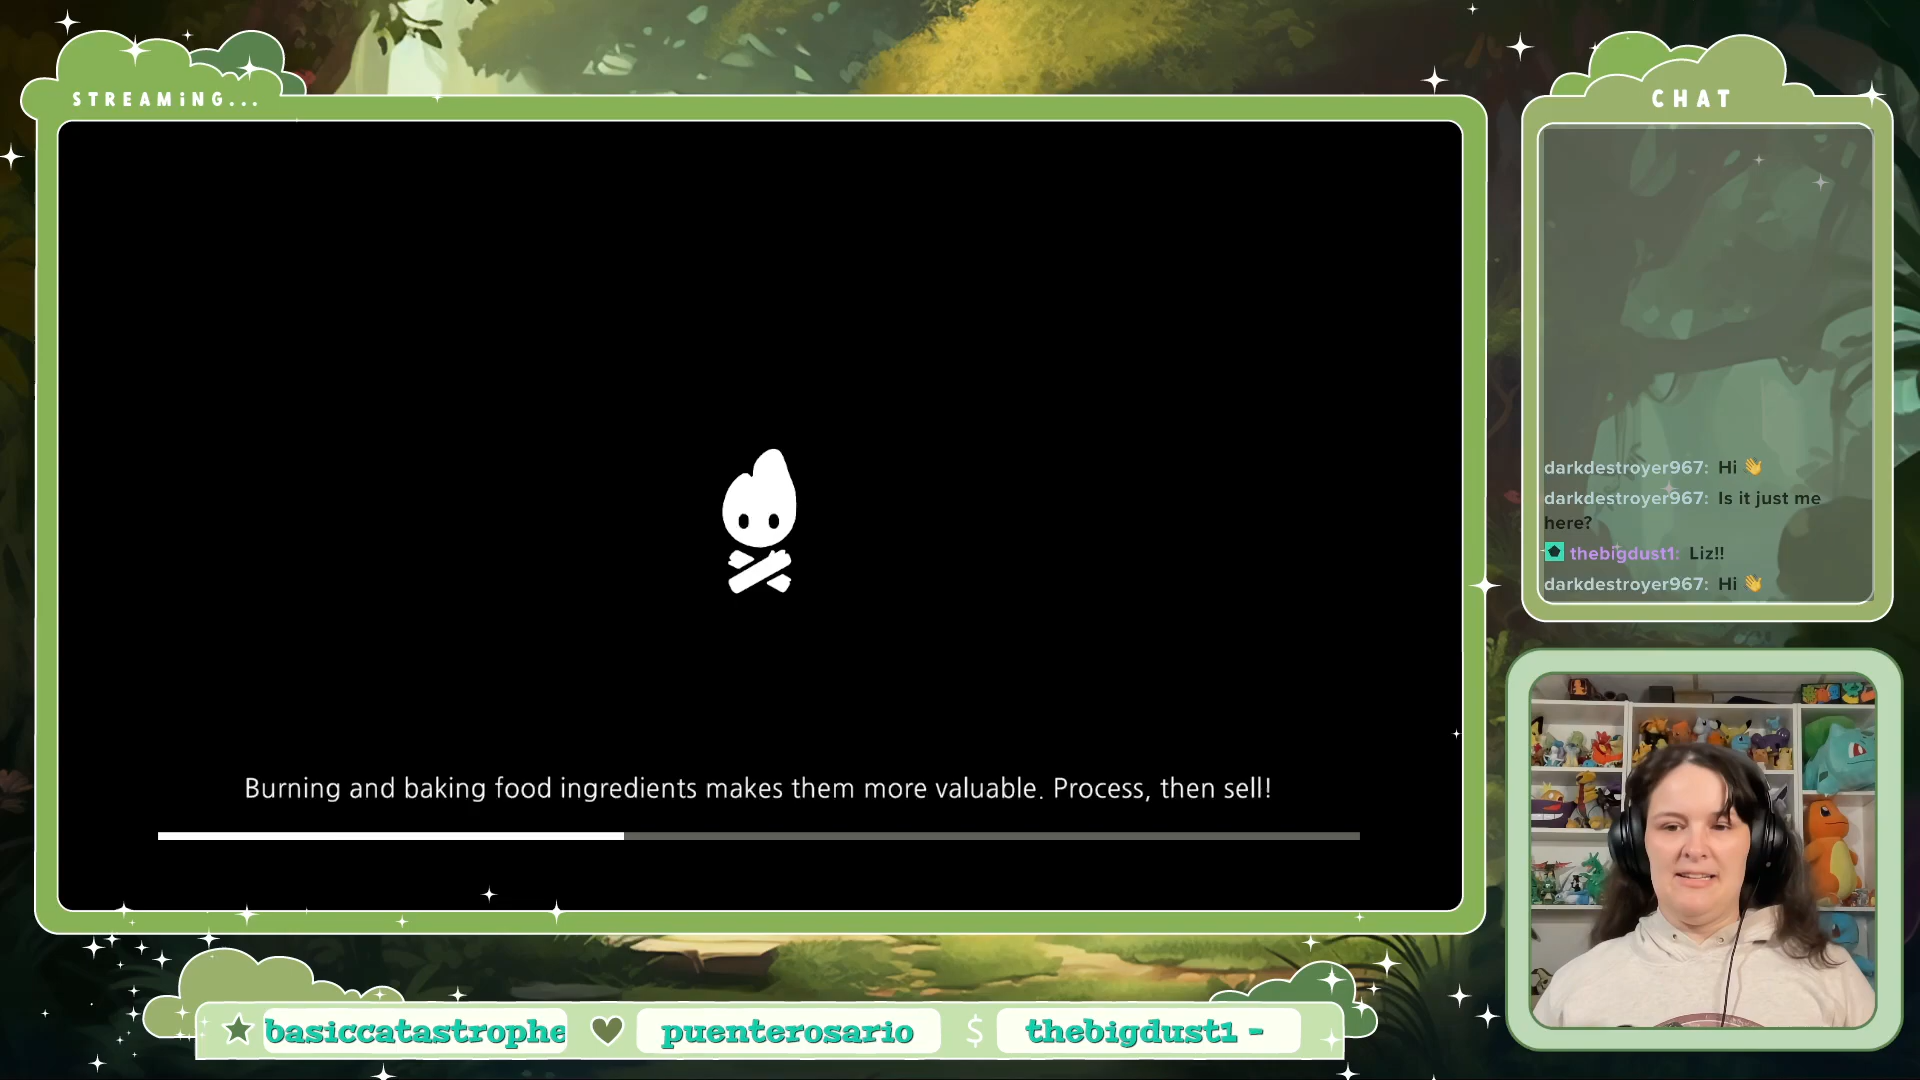 STREAMiNG...
CHAT
darkdestroyer967: Hi 👋
darkdestroyer967: Is it just me
here?
thebigdust1: Liz!!
darkdestroyer967: Hi 👋
Burning and baking food ingredients makes them more valuable. Process, then sell!
basiccatastrophe
puenterosario
$
thebigdust1 -